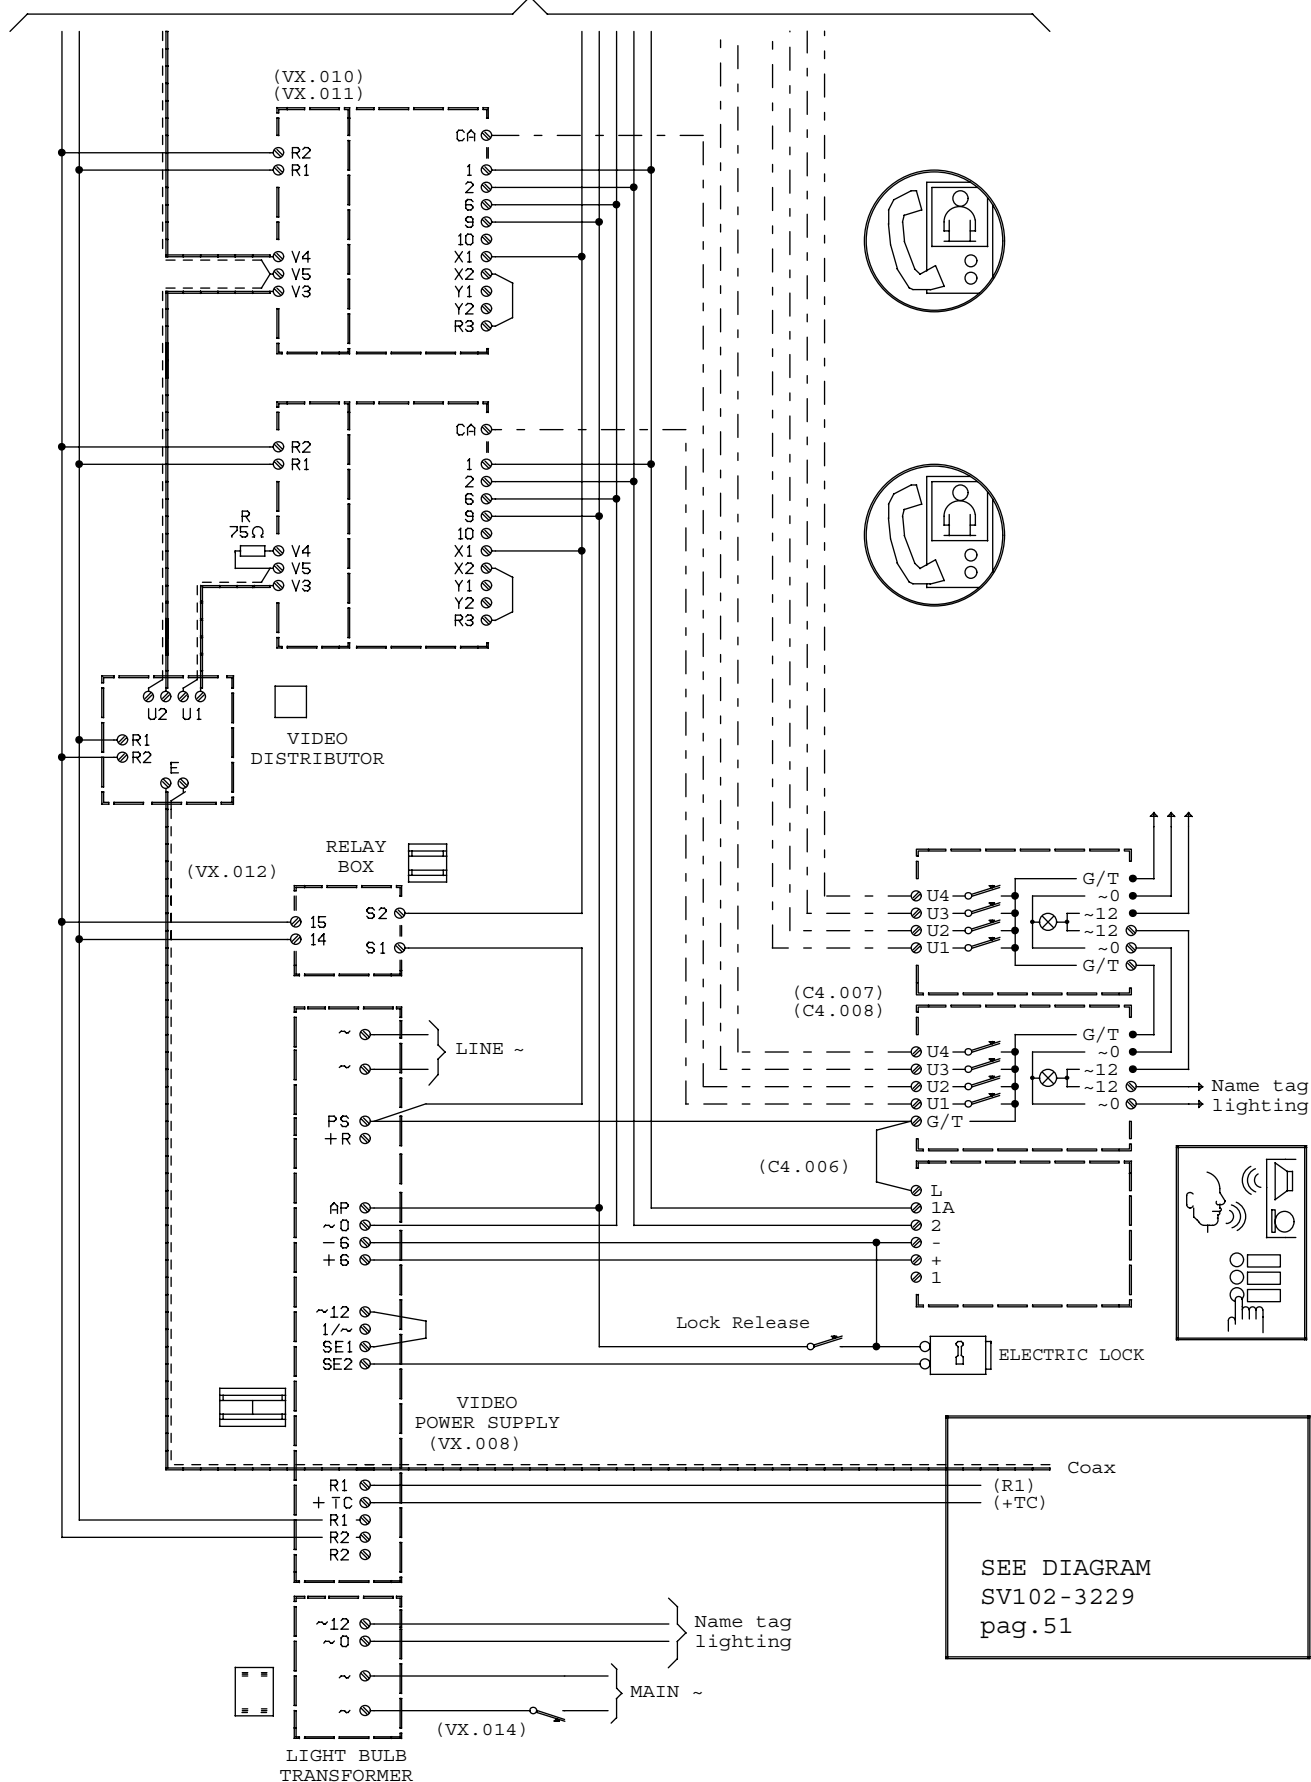 (VX.010)
(VX.011)
CA
R2
R1
1
2
6
9
10
V4
X1
V5
X2
V3
Y1
Y2
R3
CA
R2
R1
1
2
6
9
10
R
75Ω
V4
X1
V5
X2
V3
Y1
Y2
R3
U2 U1
R1
R2
E
VIDEO
DISTRIBUTOR
(VX.012)
RELAY
BOX
15
14
S2
S1
G/T
U4 ~0
U3 ~12
U2 ~12
U1 ~0
G/T
(C4.007)
(C4.008)
G/T
U4 ~0
U3 ~12
U2 ~12
U1 ~0
G/T
Name tag
lighting
~
~
LINE ~
PS
+R
AP
~0
-6
+6
~12
1/~
SE1
SE2
(C4.006)
L
1A
2
-
+
1
Lock Release
ELECTRIC LOCK
VIDEO
POWER SUPPLY
(VX.008)
R1
+TC
R1
R2
R2
Coax
(R1)
(+TC)
SEE DIAGRAM
SV102-3229
pag.51
~12
~0
~
~
Name tag
lighting
MAIN ~
(VX.014)
LIGHT BULB
TRANSFORMER